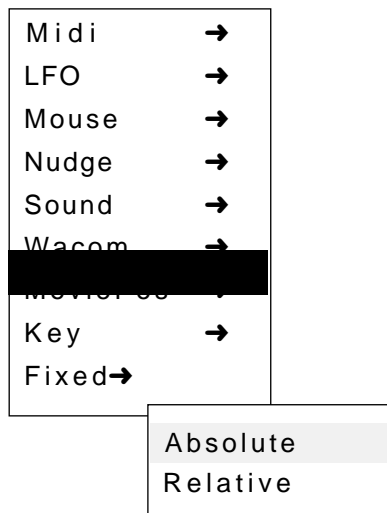 Midi ➜
LFO ➜
Mouse ➜
Nudge ➜
Sound ➜
Wacom ➜
Key ➜
Fixed➜
Absolute
Relative